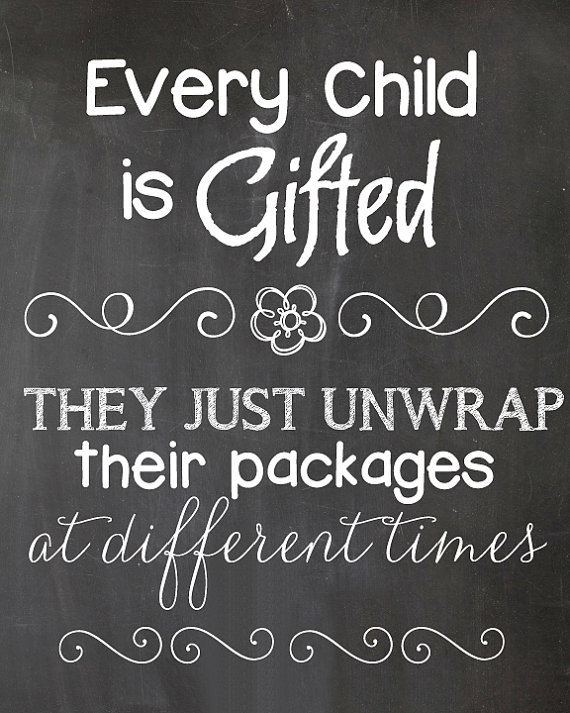 Every Child
is Gifted
THEY JUST UNWRAP
their packages
at different times